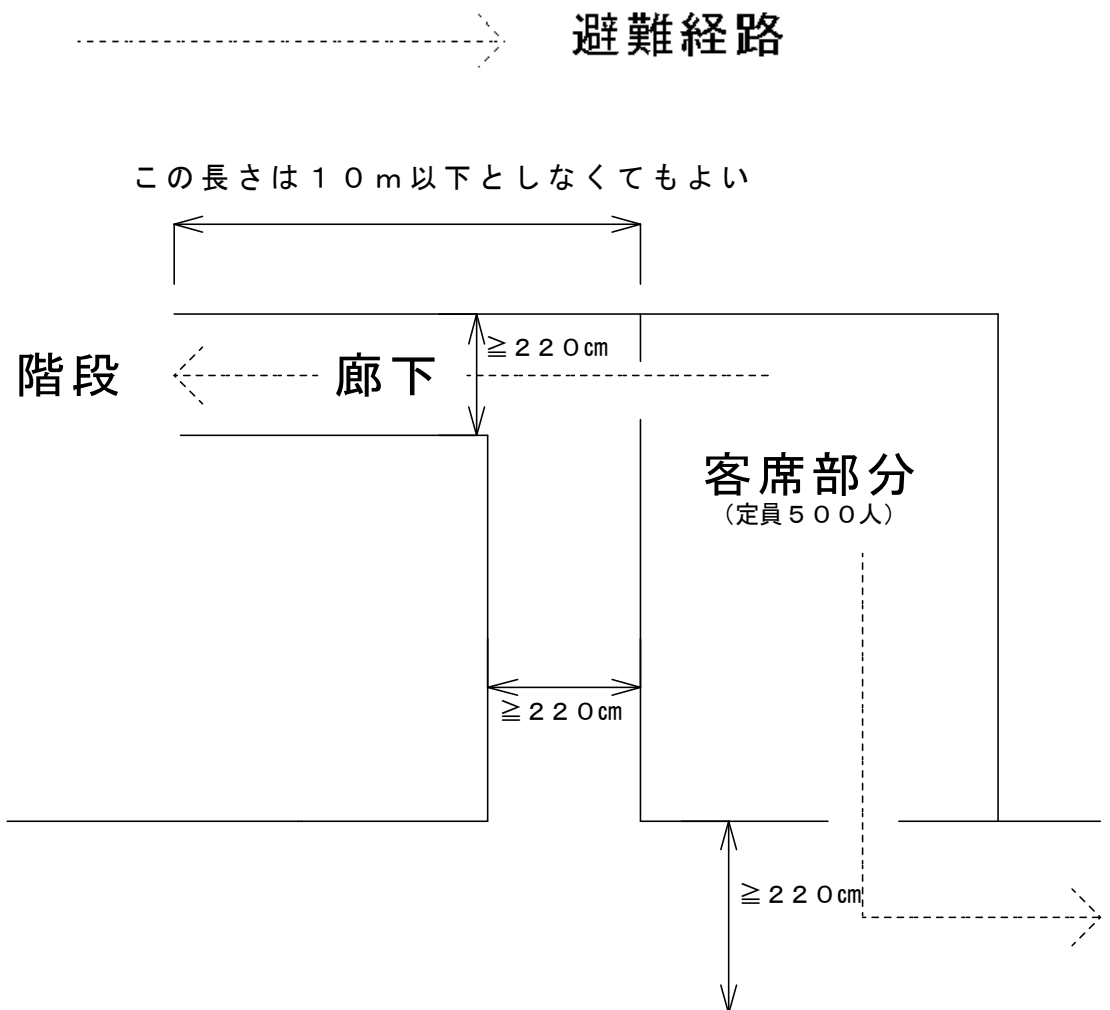 避難経路
この長さは１０ｍ以下としなくてもよい
≧２２０㎝
階段
廊下
客席部分
（定員５００人）
≧２２０㎝
≧２２０㎝